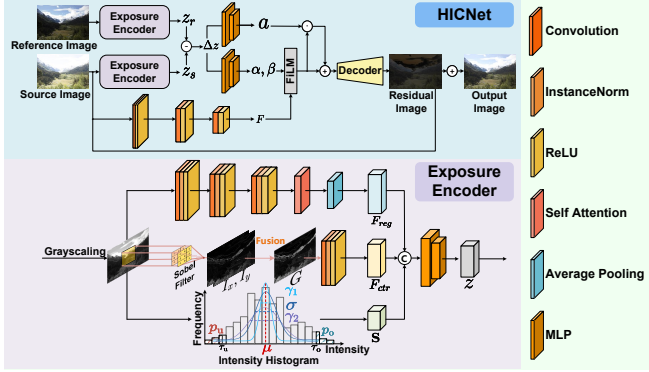 HICNet
Reference Image
Exposure
Encoder
z_r
Δz
a
Source Image
Exposure
Encoder
z_s
α, β
FiLM
F
Decoder
Residual
Image
Output
Image
Exposure
Encoder
Grayscaling
Sobel
Filter
I_x, I_y
Fusion
G
F_reg
F_ctr
C
z
s
Frequency
p_u
τ_u
γ_1
σ
γ_2
μ
p_o
τ_o
Intensity
Intensity Histogram
Convolution
InstanceNorm
ReLU
Self Attention
Average Pooling
MLP